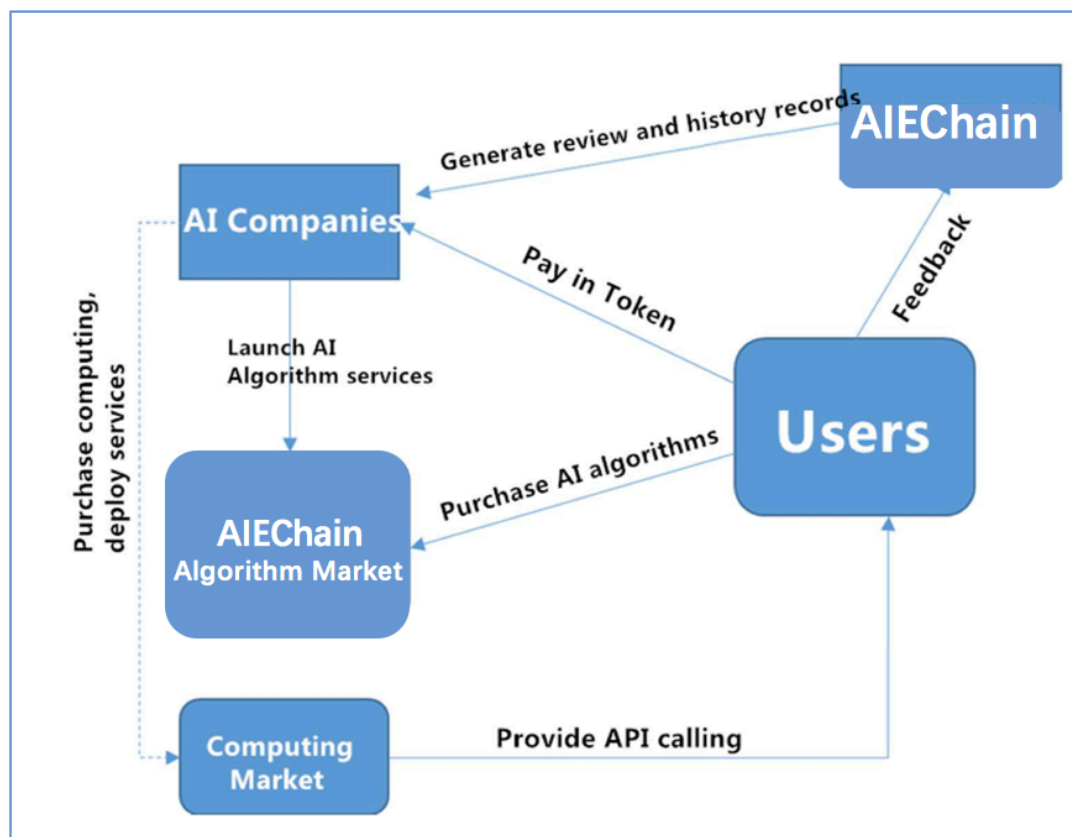 AIEChain
Generate review and history records
AI Companies
Pay in Token
Feedback
Purchase computing,
deploy services
Launch AI
Algorithm services
Users
Purchase AI algorithms
AIEChain
Algorithm Market
Computing
Market
Provide API calling